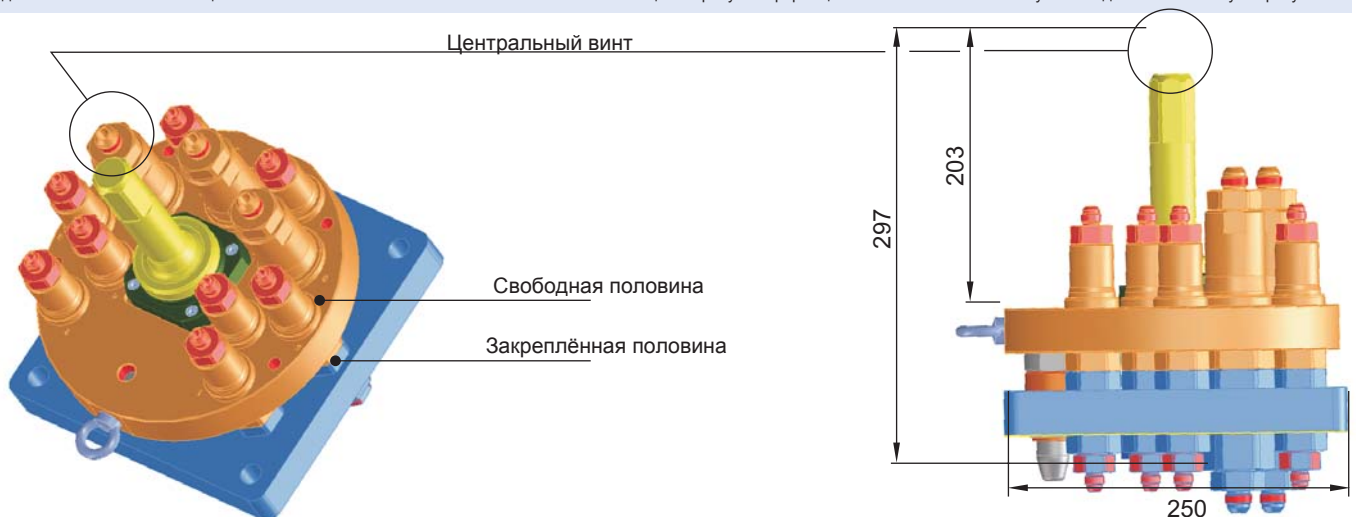 Центральный винт
203
297
Свободная половина
Закреплённая половина
250